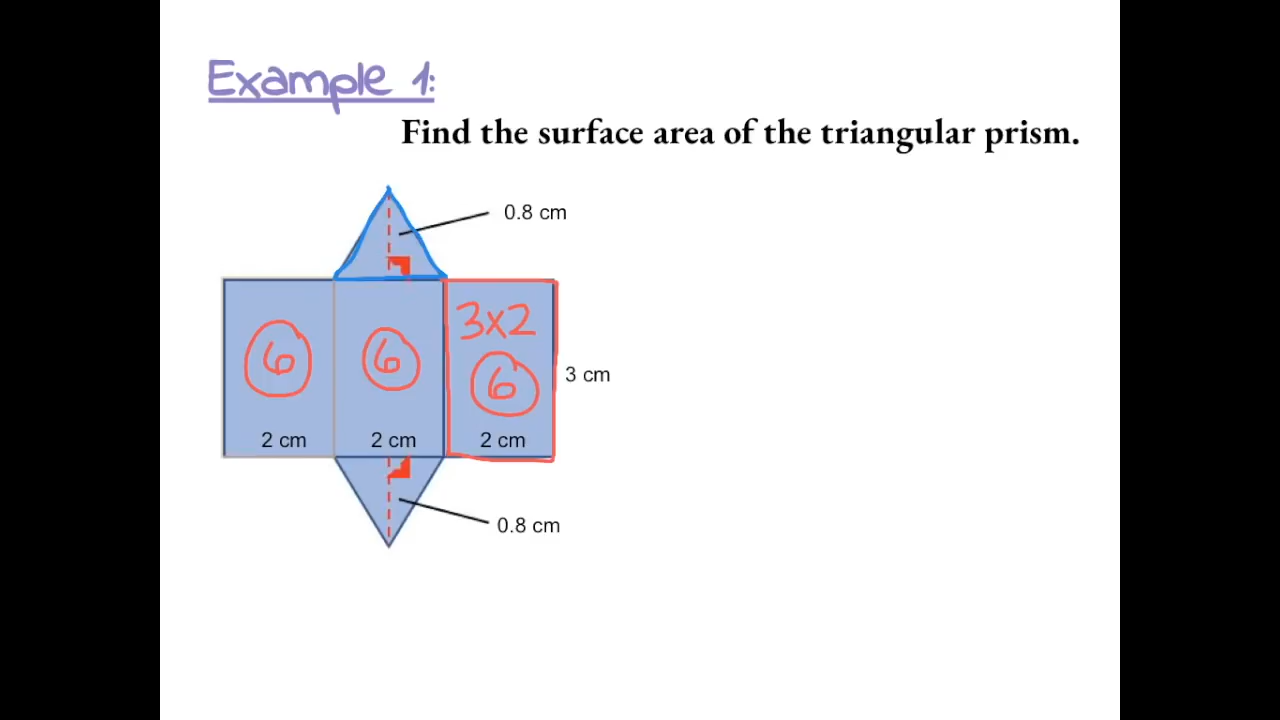 Example 1:
Find the surface area of the triangular prism.
0.8 cm
3x2
6 6 6
3 cm
2 cm 2 cm 2 cm
0.8 cm